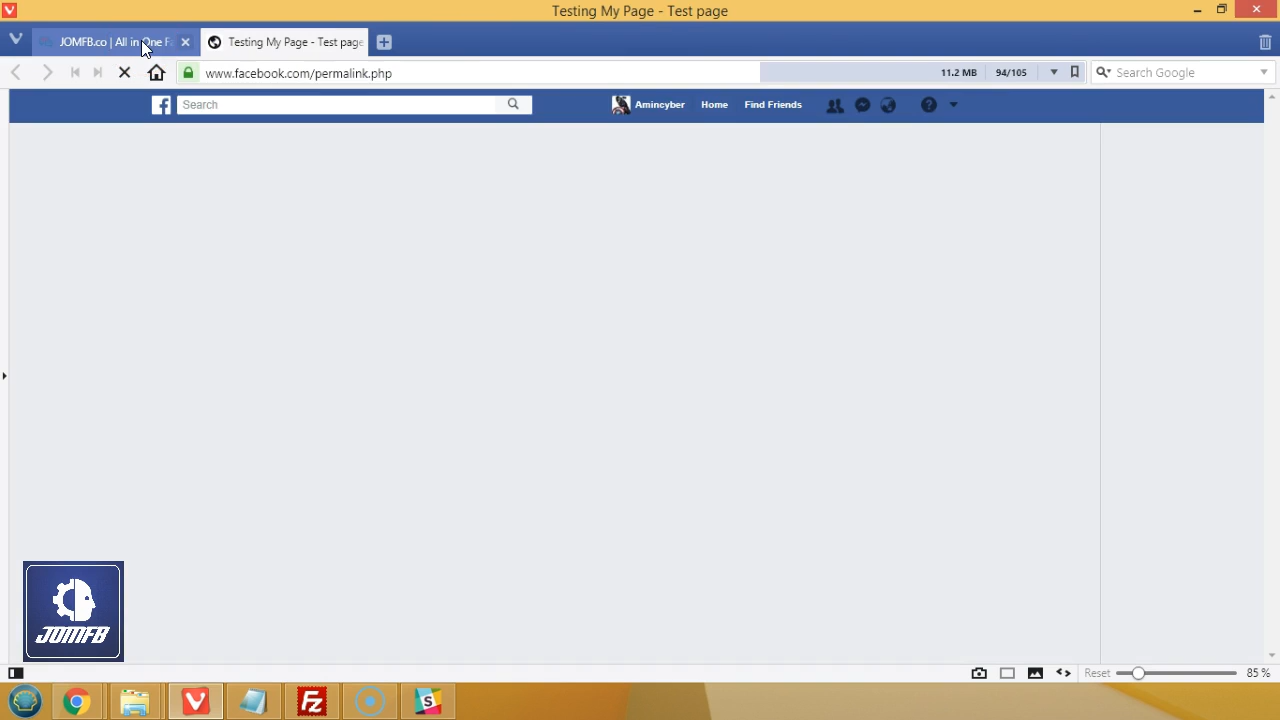 Testing My Page - Test page
JOMFB.co | All in One Fa
Testing My Page - Test page
www.facebook.com/permalink.php
11.2 MB
94/105
Search Google
Search
Amincyber
Home
Find Friends
JOMFB
Reset
85 %